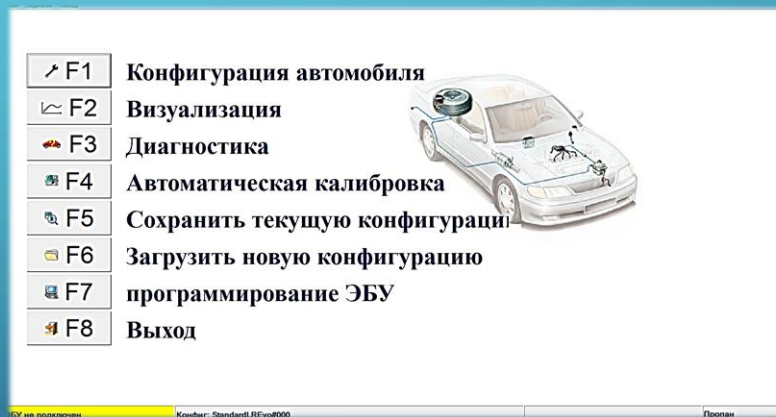 F1 Конфигурация автомобиля
F2 Визуализация
F3 Диагностика
F4 Автоматическая калибровка
F5 Сохранить текущую конфигураци
F6 Загрузить новую конфигурацию
F7 программирование ЭБУ
F8 Выход
ЭБУ не подключен Конфиг: StandardLREvo#000 Пропан